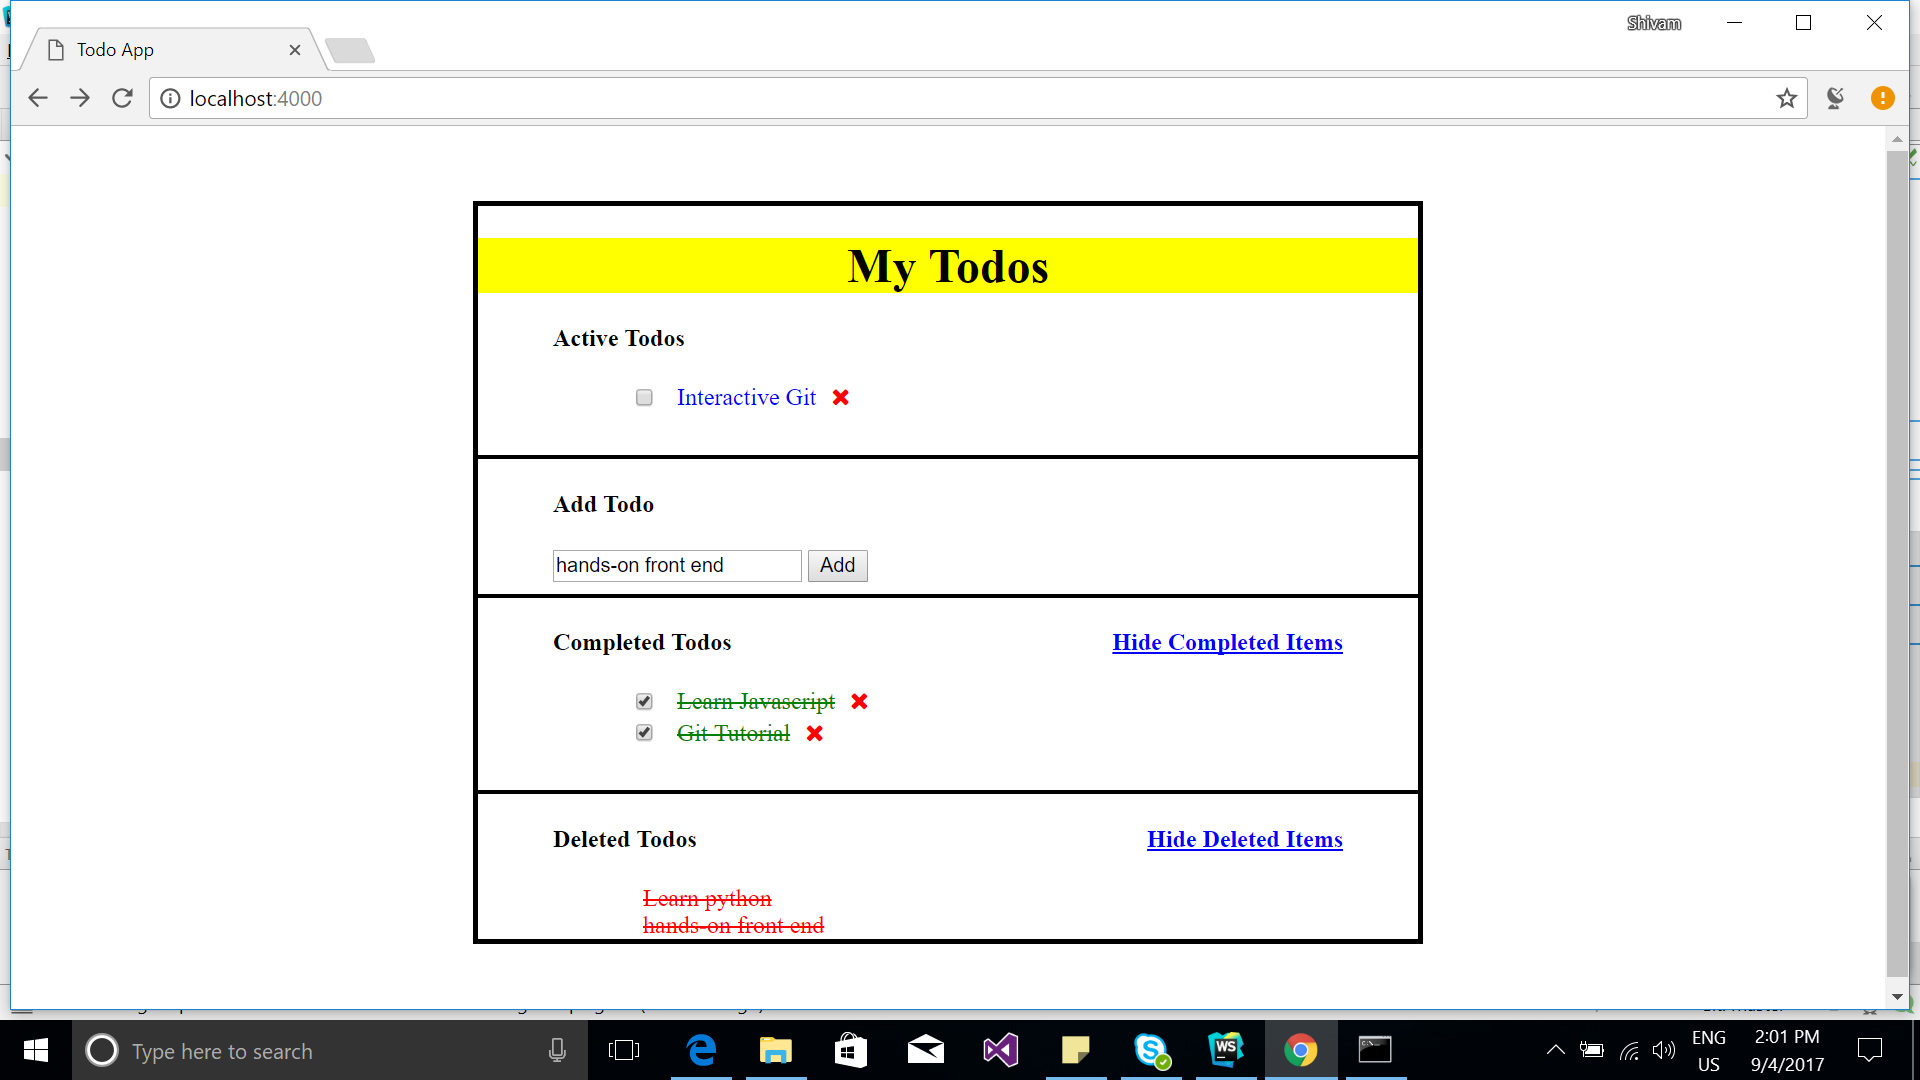 Shivam
Todo App
localhost:4000
My Todos
Active Todos
Interactive Git
Add Todo
hands-on front end Add
Completed Todos Hide Completed Items
Learn Javascript
Git Tutorial
Deleted Todos Hide Deleted Items
Learn python
hands-on front end
Type here to search
WS
ENG
US
2:01 PM
9/4/2017